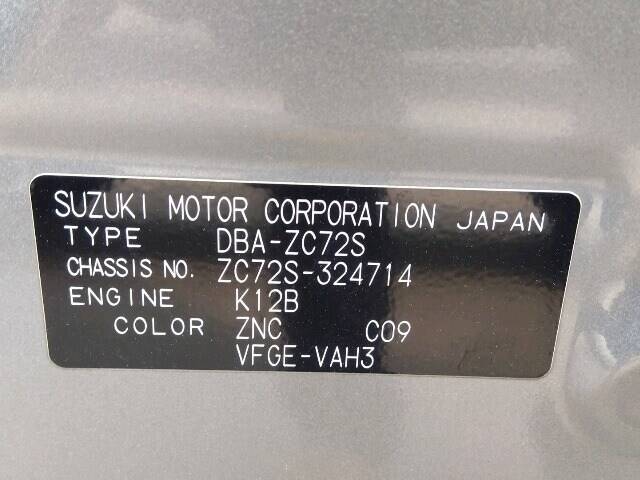 SUZUKI MOTOR CORPORATION JAPAN
TYPE DBA-ZC72S
CHASSIS NO. ZC72S-324714
ENGINE K12B
COLOR ZNC C09
VFGE-VAH3